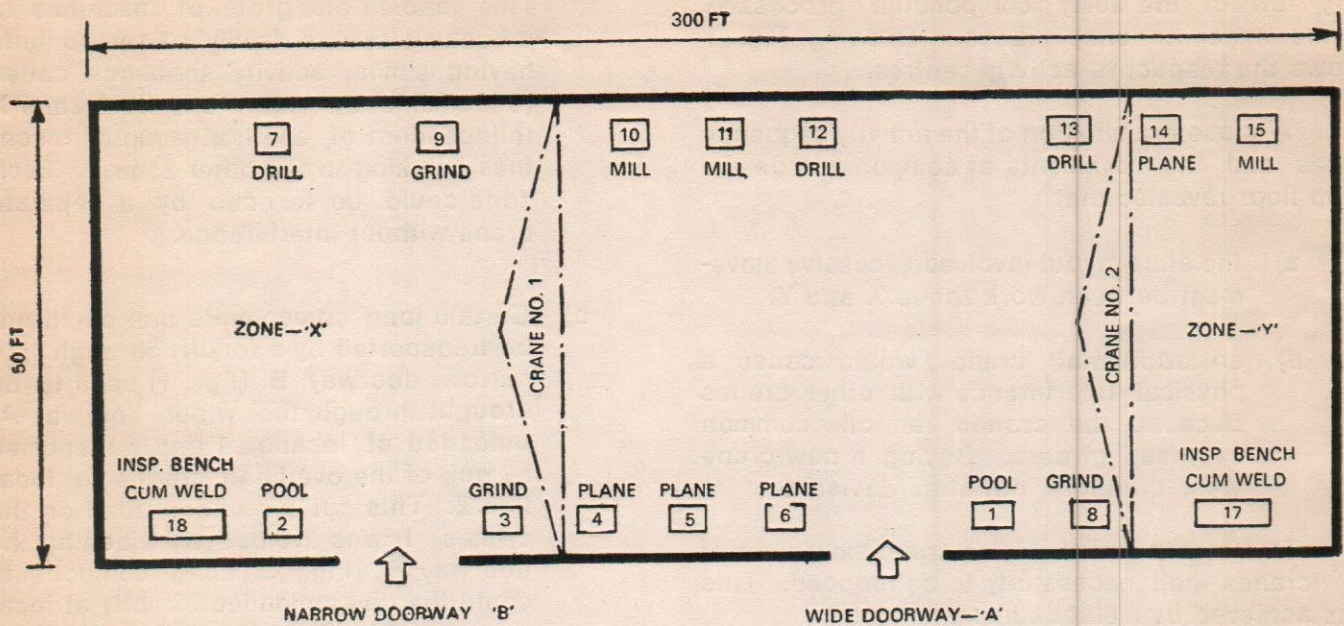 300 FT
50 FT
7 9 10 11 12 13 14 15
DRILL GRIND MILL MILL DRILL DRILL PLANE MILL
CRANE NO. 1
CRANE NO. 2
ZONE—'X'
ZONE—'Y'
INSP. BENCH
CUM WELD
POOL
GRIND
PLANE
PLANE
PLANE
POOL
GRIND
INSP. BENCH
CUM WELD
18 2 3 4 5 6 1 8 17
NARROW DOORWAY 'B'
WIDE DOORWAY—'A'